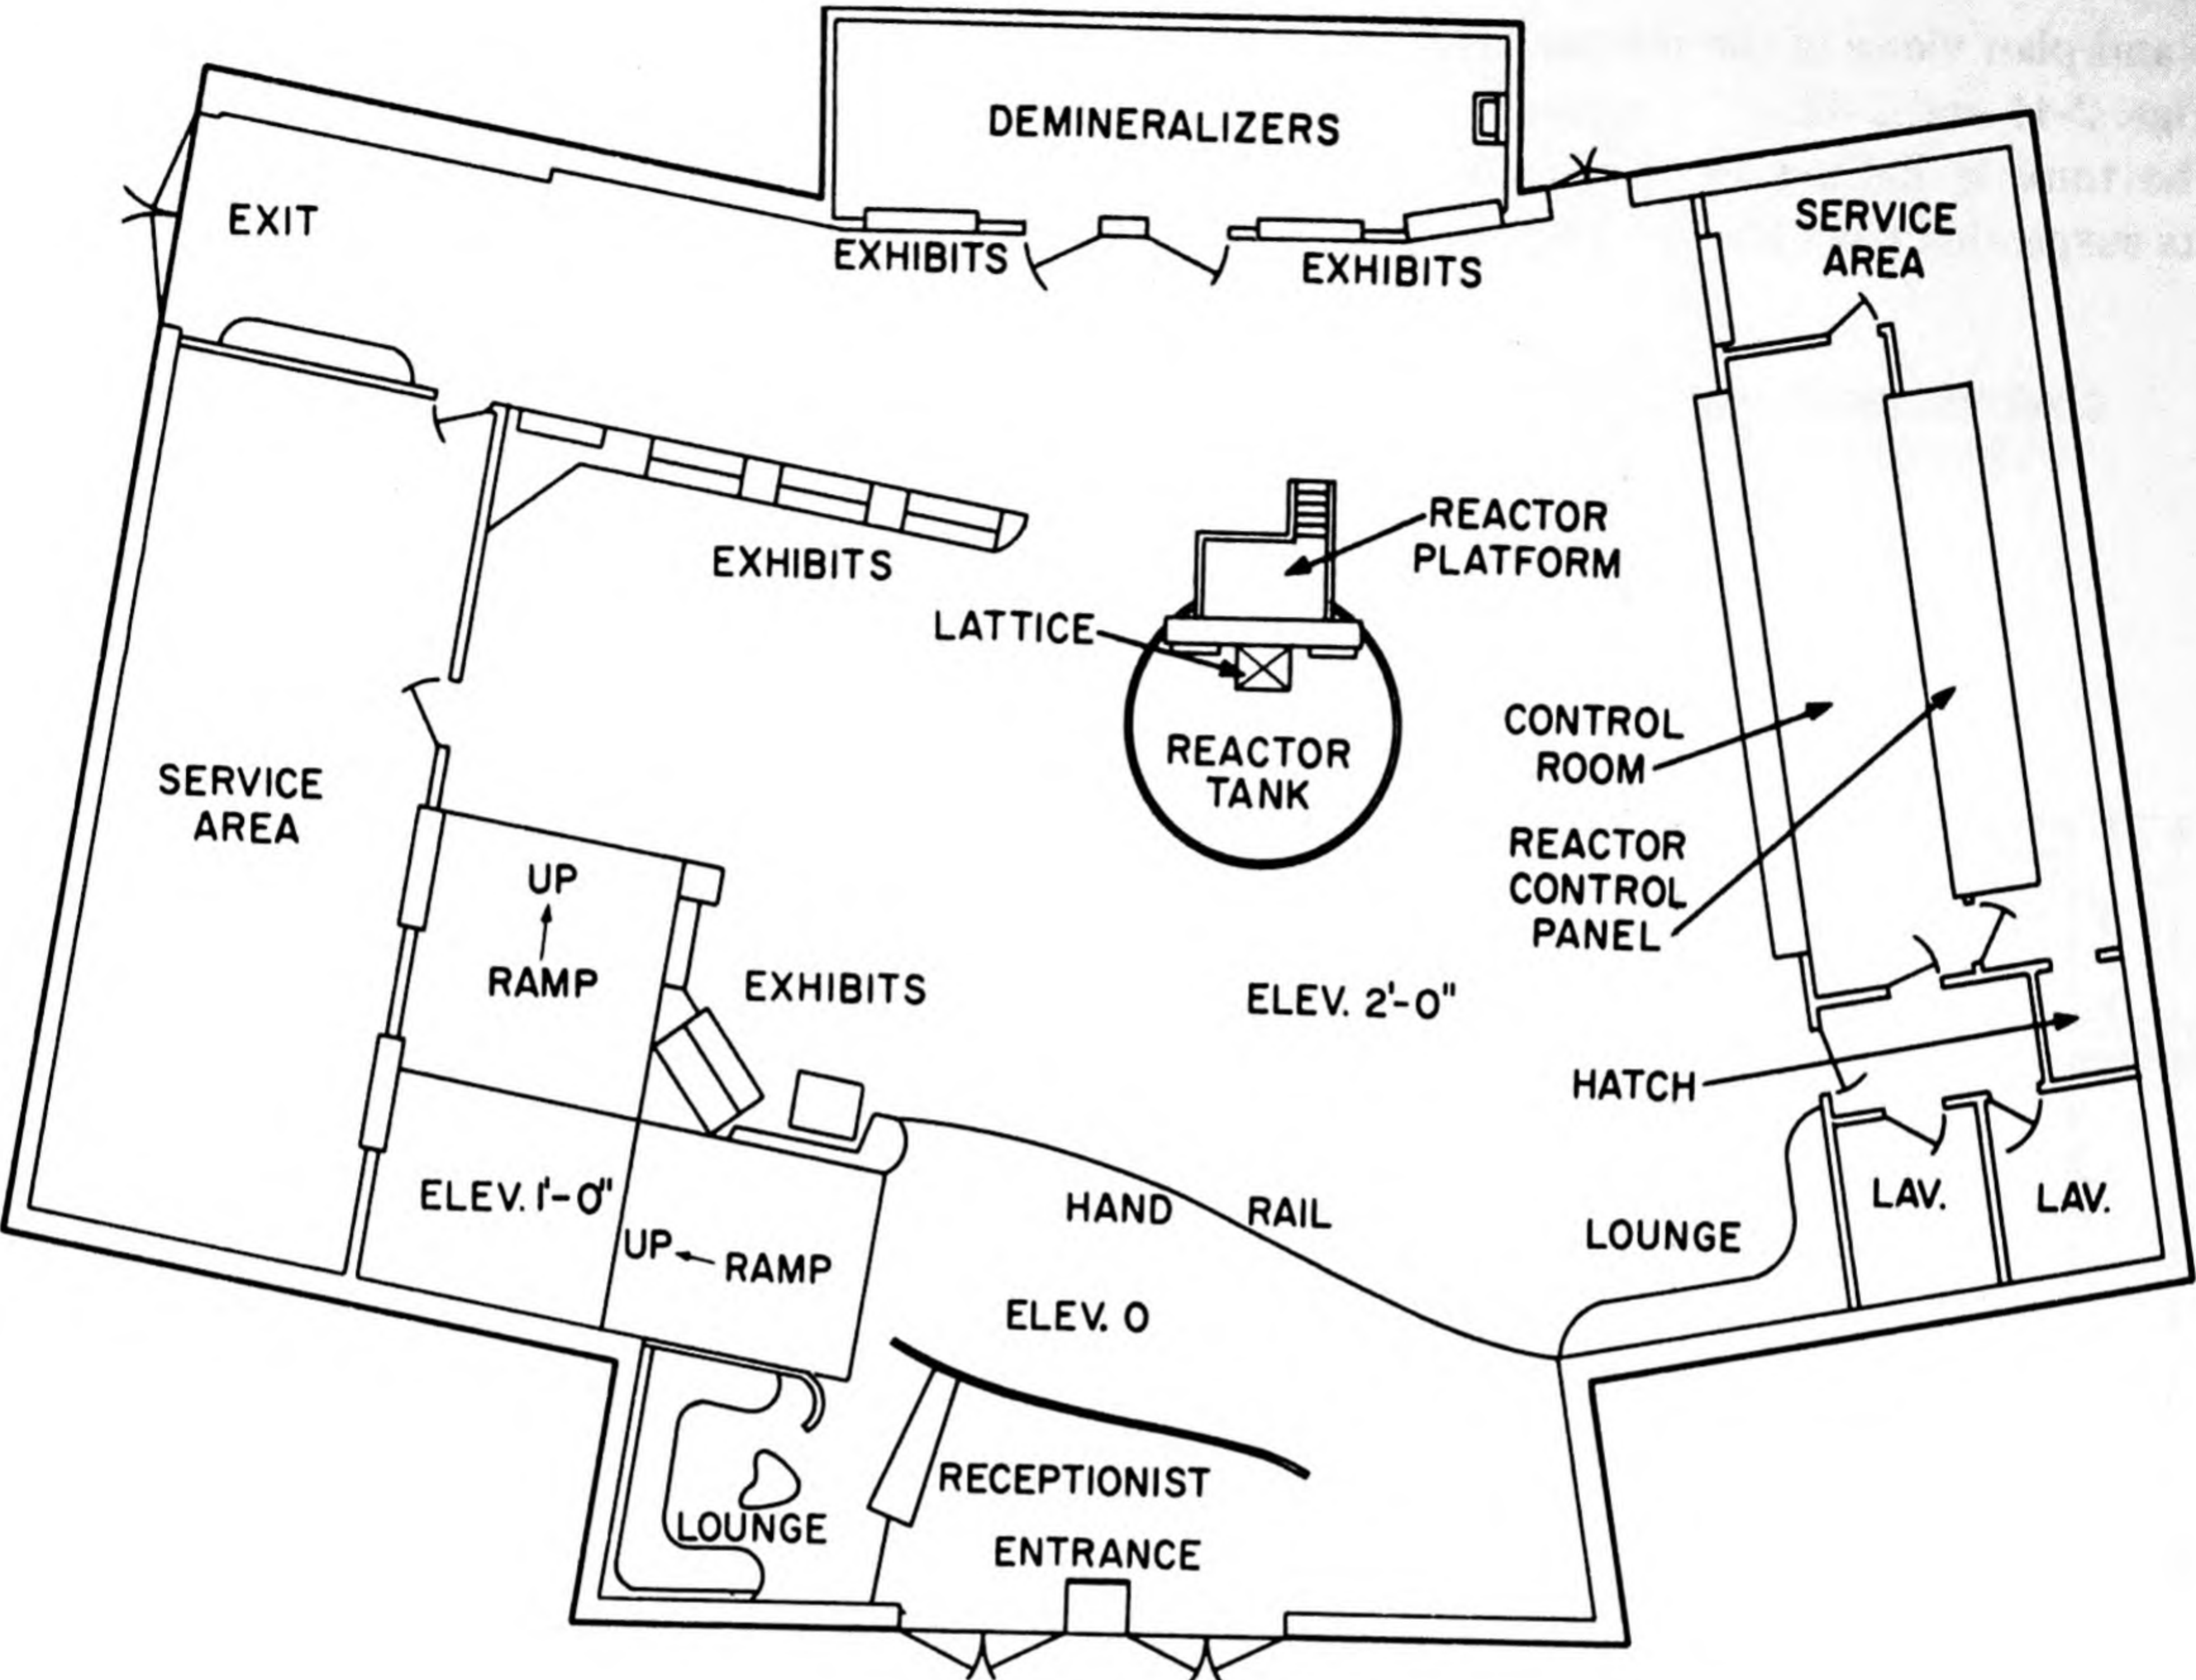 DEMINERALIZERS
EXIT
EXHIBITS
EXHIBITS
SERVICE
AREA
EXHIBITS
REACTOR
PLATFORM
LATTICE
REACTOR
TANK
CONTROL
ROOM
SERVICE
AREA
REACTOR
CONTROL
PANEL
UP
RAMP
EXHIBITS
ELEV. 2'-0"
HATCH
ELEV. 1'-0"
HAND RAIL
LOUNGE
LAV.
LAV.
UP
RAMP
ELEV. 0
RECEPTIONIST
LOUNGE
ENTRANCE